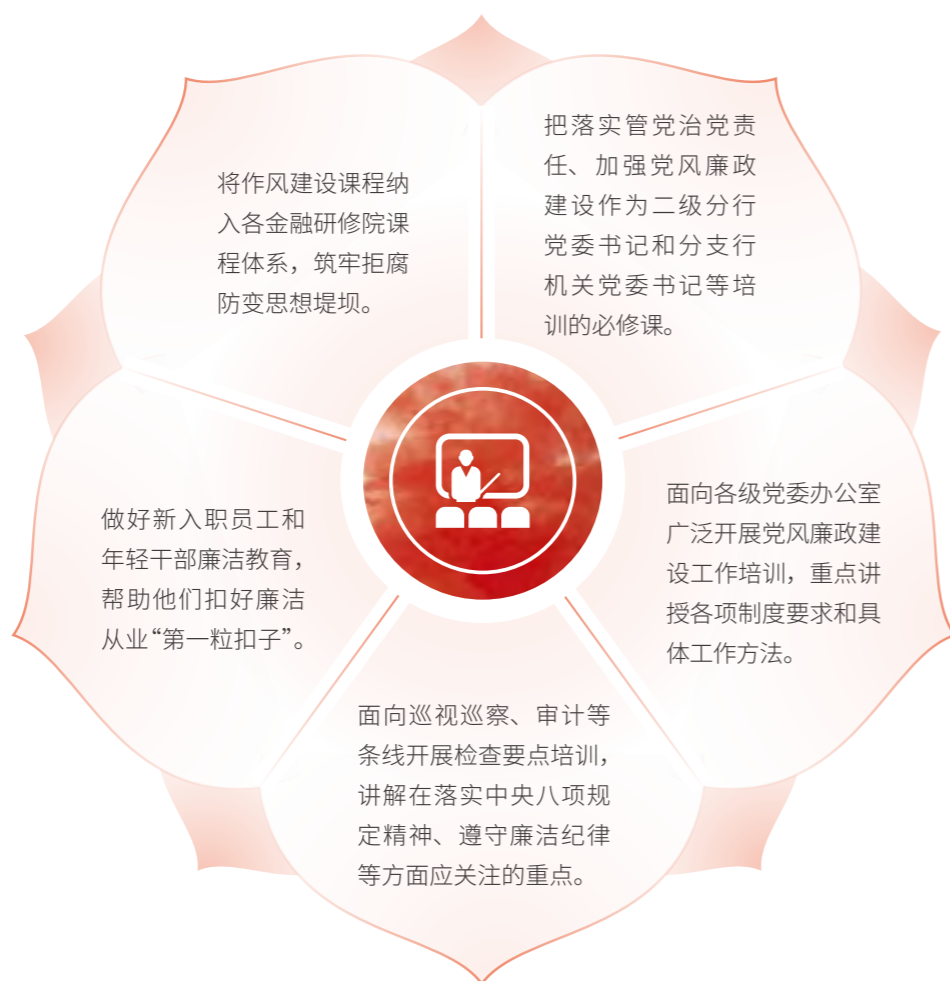 将作风建设课程纳
入各金融研修院课
程体系，筑牢拒腐
防变思想堤坝。
把落实管党治党责
任、加强党风廉政
建设作为二级分行
党委书记和分支行
机关党委书记等培
训的必修课。
面向各级党委办公室
广泛开展党风廉政建
设工作培训，重点讲
授各项制度要求和具
体工作方法。
面向巡视巡察、审计等
条线开展检查要点培训，
讲解在落实中央八项规
定精神、遵守廉洁纪律
等方面应关注的重点。
做好新入职员工和
年轻干部廉洁教育，
帮助他们扣好廉洁
从业“第一粒扣子”。